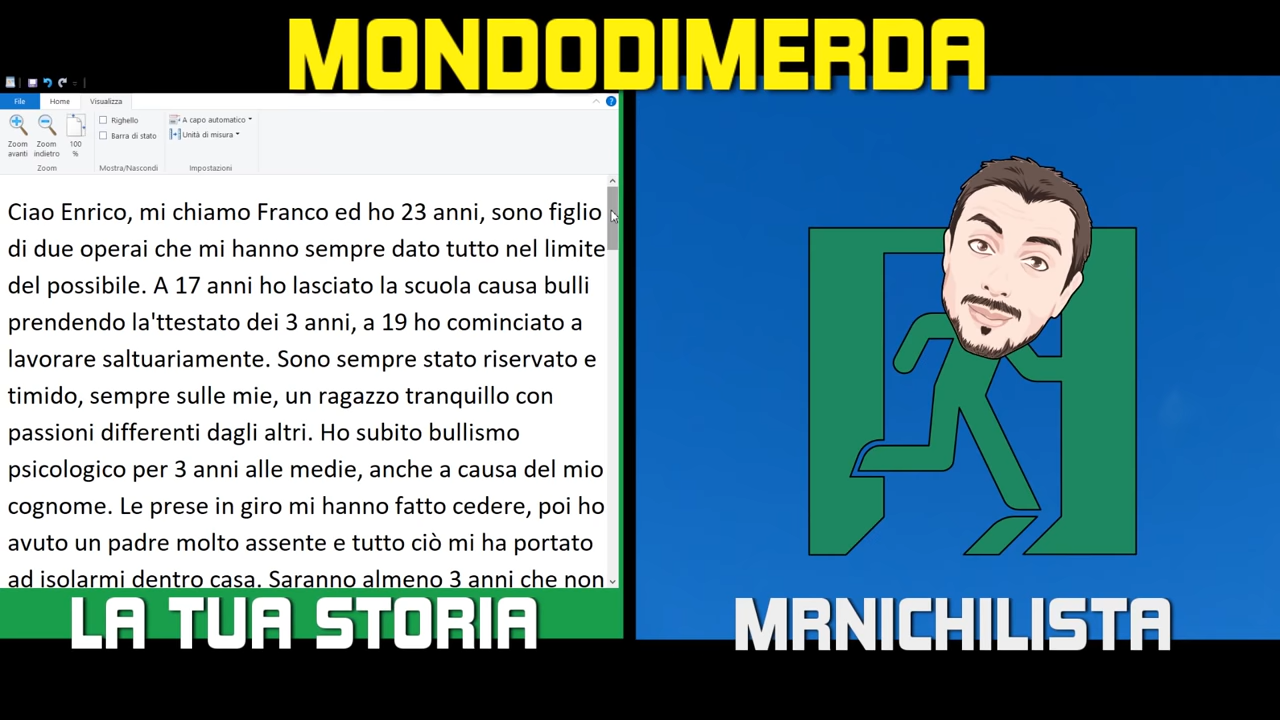 MONDODIMERDA
File Home Visualizza
Zoom avanti
Zoom indietro
100 %
Righello
Barra di stato
A capo automatico
Unità di misura
Zoom
Mostra/Nascondi
Impostazioni
Ciao Enrico, mi chiamo Franco ed ho 23 anni, sono figlio
di due operai che mi hanno sempre dato tutto nel limite
del possibile. A 17 anni ho lasciato la scuola causa bulli
prendendo la'ttestato dei 3 anni, a 19 ho cominciato a
lavorare saltuariamente. Sono sempre stato riservato e
timido, sempre sulle mie, un ragazzo tranquillo con
passioni differenti dagli altri. Ho subito bullismo
psicologico per 3 anni alle medie, anche a causa del mio
cognome. Le prese in giro mi hanno fatto cedere, poi ho
avuto un padre molto assente e tutto ciò mi ha portato
ad isolarmi dentro casa. Saranno almeno 3 anni che non
LA TUA STORIA
MRNICHILISTA